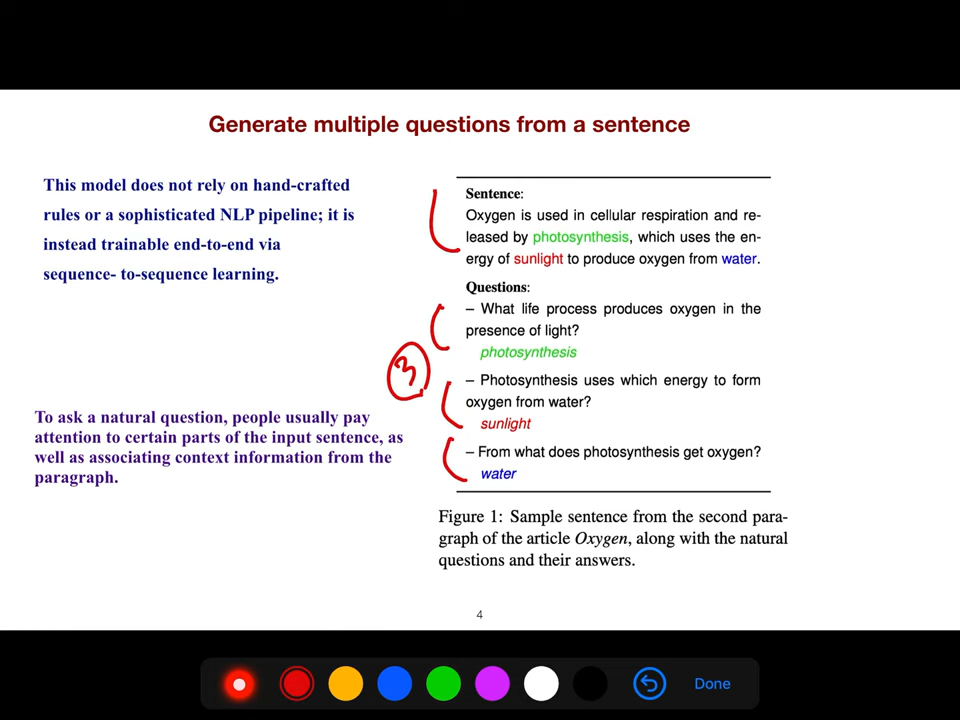 Generate multiple questions from a sentence
This model does not rely on hand-crafted
rules or a sophisticated NLP pipeline; it is
instead trainable end-to-end via
sequence- to-sequence learning.
To ask a natural question, people usually pay
attention to certain parts of the input sentence, as
well as associating context information from the
paragraph.
Sentence:
Oxygen is used in cellular respiration and re-
leased by photosynthesis, which uses the en-
ergy of sunlight to produce oxygen from water.
Questions:
– What life process produces oxygen in the
presence of light?
photosynthesis
3
– Photosynthesis uses which energy to form
oxygen from water?
sunlight
– From what does photosynthesis get oxygen?
water
Figure 1: Sample sentence from the second para-
graph of the article Oxygen, along with the natural
questions and their answers.
4
Done